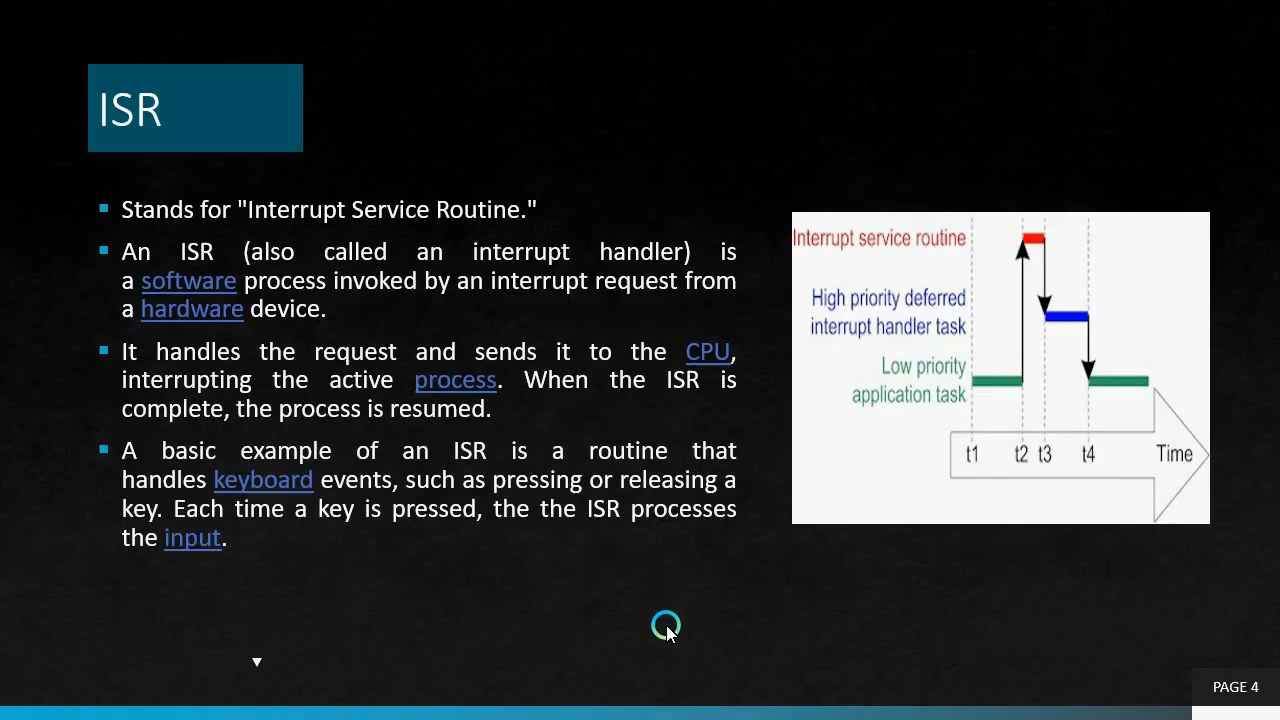 ISR
Stands for "Interrupt Service Routine."
An ISR (also called an interrupt handler) is
a software process invoked by an interrupt request from
a hardware device.
It handles the request and sends it to the CPU,
interrupting the active process. When the ISR is
complete, the process is resumed.
A basic example of an ISR is a routine that
handles keyboard events, such as pressing or releasing a
key. Each time a key is pressed, the the ISR processes
the input.
Interrupt service routine
High priority deferred
interrupt handler task
Low priority
application task
t1 t2 t3 t4 Time
PAGE 4